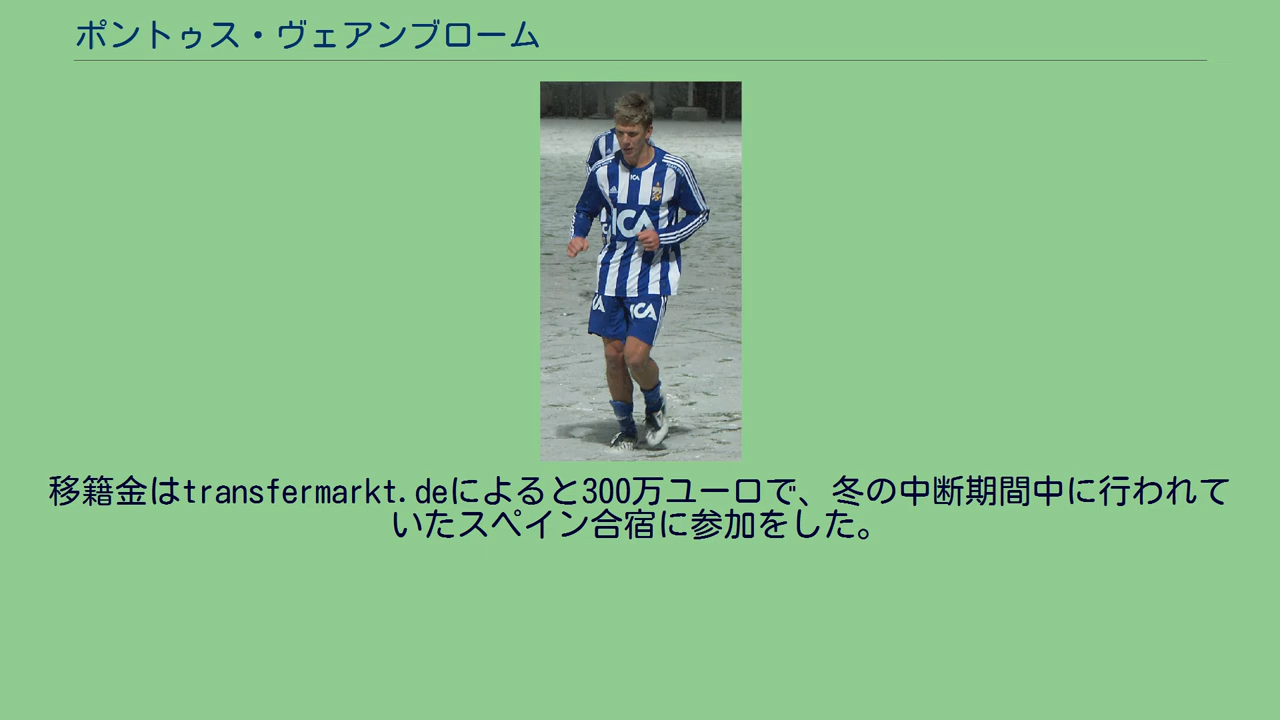 ポントゥス・ヴェアンブローム
ICA
ICA
ICA
移籍金はtransfermarkt.deによると300万ユーロで、冬の中断期間中に行われて
いたスペイン合宿に参加をした。